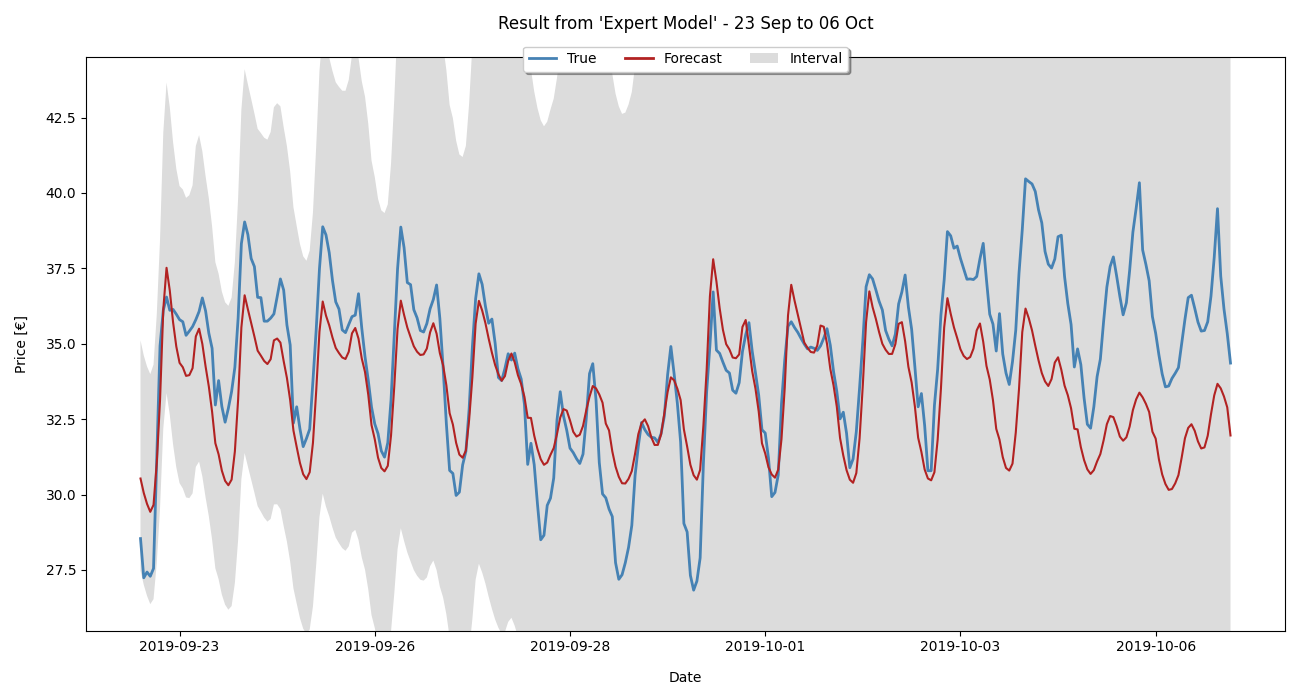 Result from 'Expert Model' - 23 Sep to 06 Oct
True Forecast Interval
42.5
40.0
37.5
35.0
32.5
30.0
27.5
Price [€]
2019-09-23 2019-09-26 2019-09-28 2019-10-01 2019-10-03 2019-10-06
Date